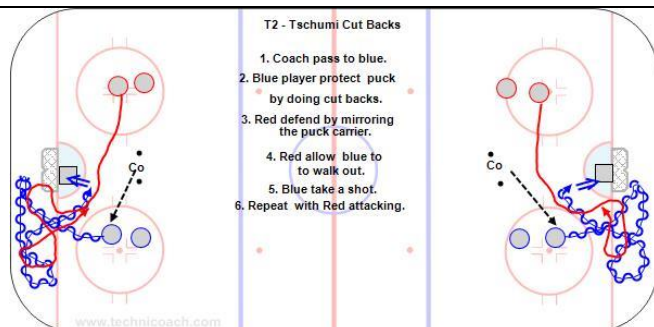 T2 - Tschumi Cut Backs
1. Coach pass to blue.
2. Blue player protect puck
by doing cut backs.
3. Red defend by mirroring
the puck carrier.
4. Red allow blue to
to walk out.
5. Blue take a shot.
6. Repeat with Red attacking.
Co
Co
www.technicoach.com